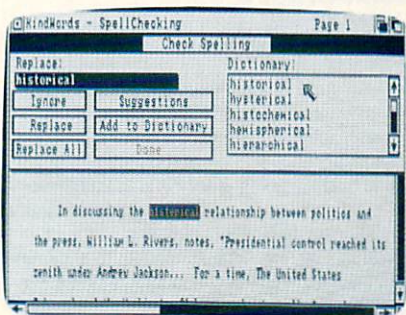 KindWords - SpellChecking Page 1
Check Spelling
Replace:
historical
Ignore Suggestions
Replace Add to Dictionary
Replace All Done
Dictionary:
historical
hysterical
histochemical
hemispherical
hierarchical
In discussing the relationship between politics and
the press, William L. Rivers, notes, "Presidential control reached its
zenith under Andrew Jackson... For a time, The United States